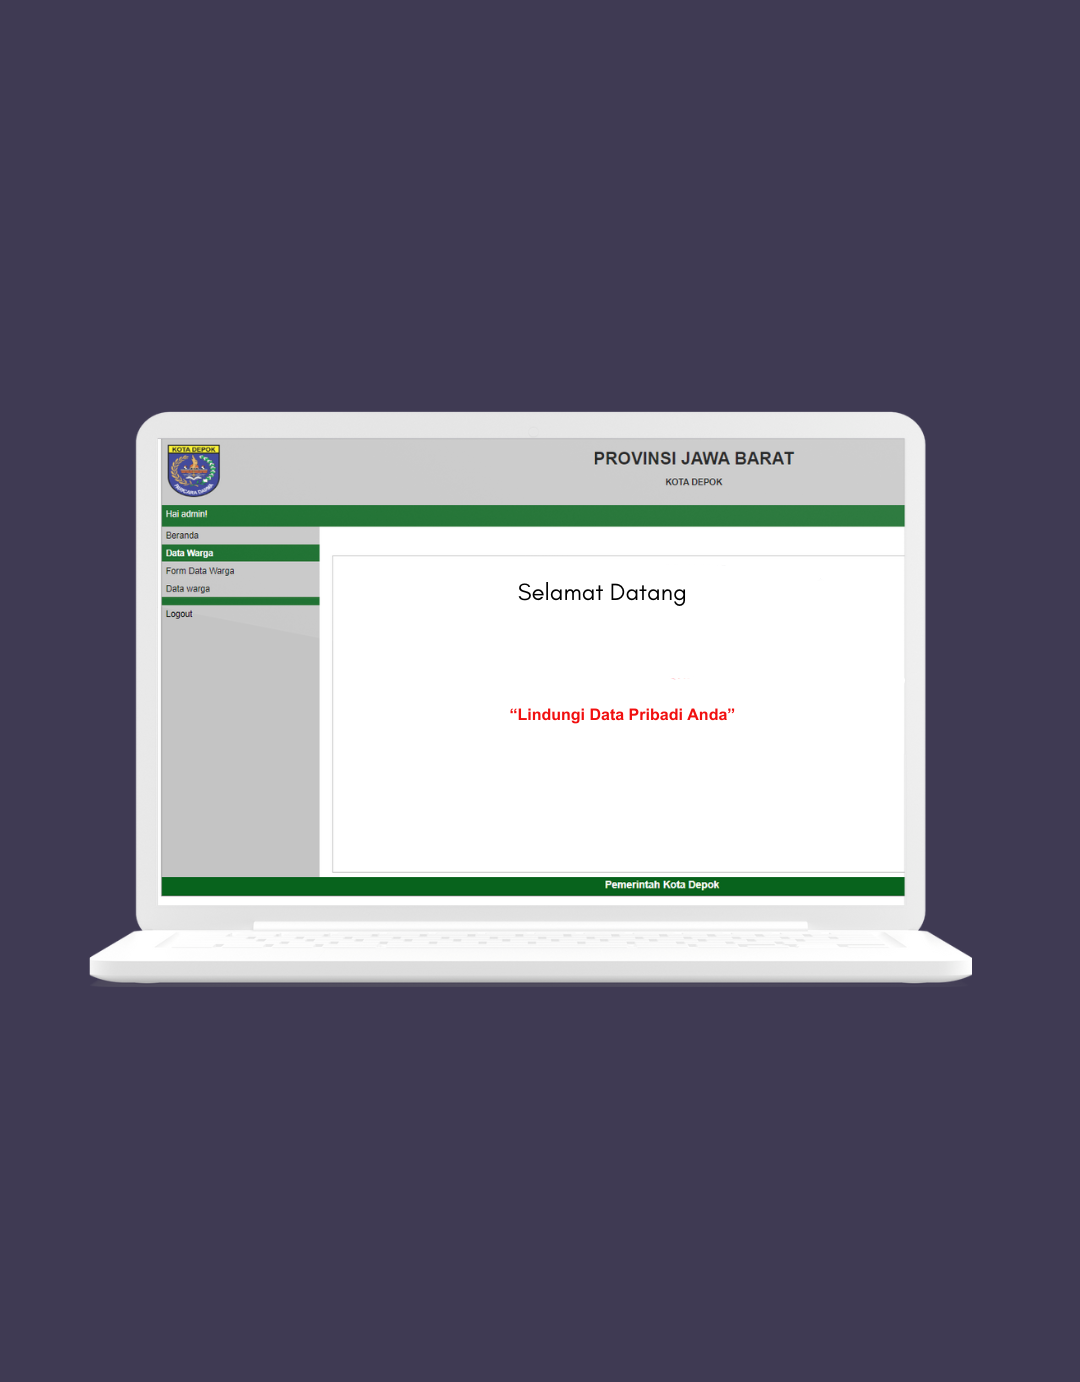 KOTA DEPOK
PROVINSI JAWA BARAT
KOTA DEPOK
Hai admin!
Beranda
Data Warga
Form Data Warga
Data warga
Logout
Selamat Datang
“Lindungi Data Pribadi Anda”
Pemerintah Kota Depok